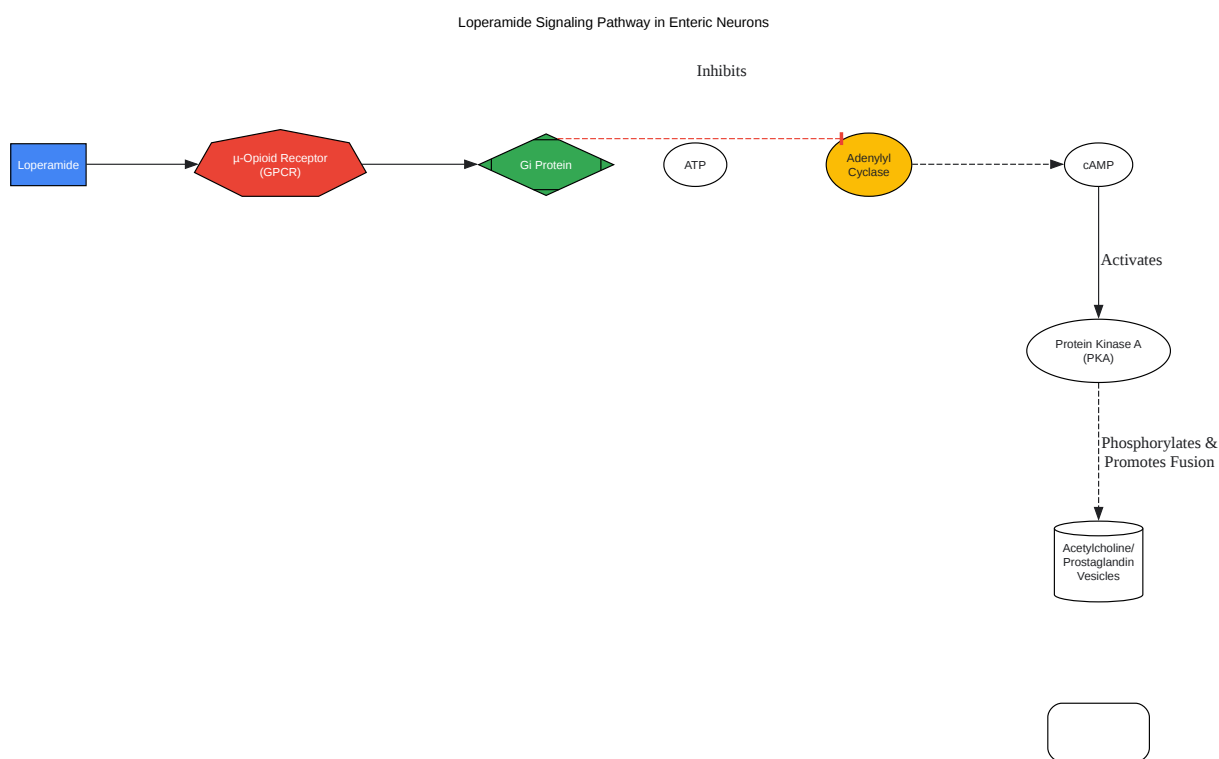 Loperamide Signaling Pathway in Enteric Neurons
Inhibits
Loperamide
µ-Opioid Receptor
(GPCR)
Gi Protein
ATP
Adenylyl
Cyclase
cAMP
Activates
Protein Kinase A
(PKA)
Phosphorylates &
Promotes Fusion
Acetylcholine/
Prostaglandin
Vesicles